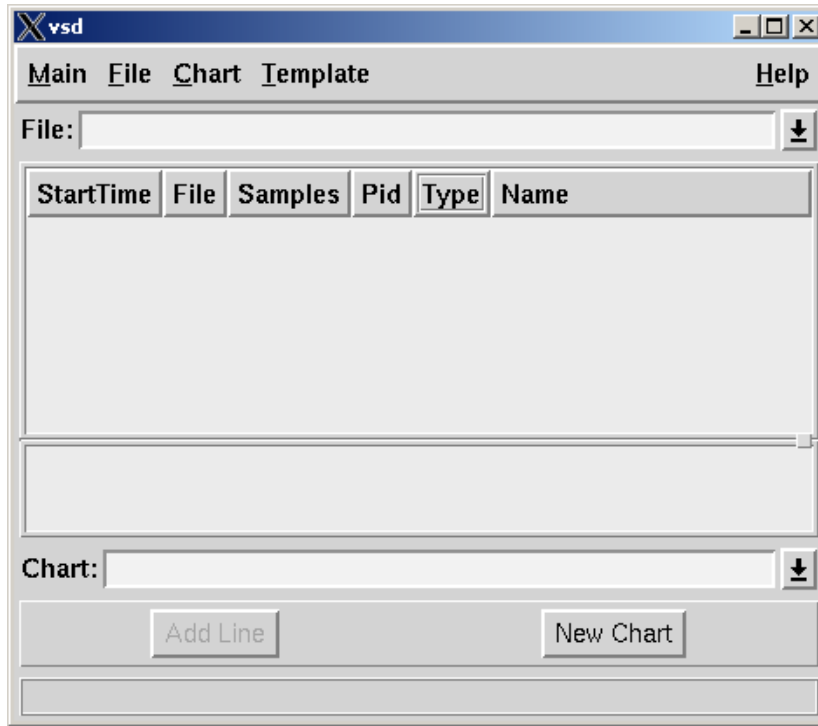 vsd
Main File Chart Template Help
File:
StartTime File Samples Pid Type Name
Chart:
Add Line New Chart